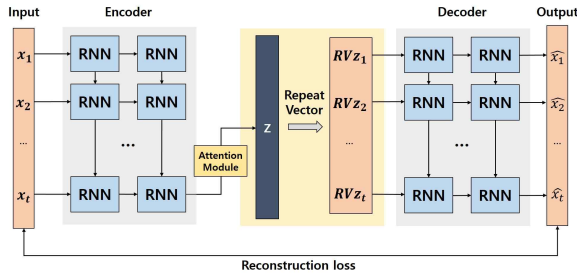 Input Encoder Decoder Output
x₁ RNN RNN RVz₁ RNN RNN x̂₁
x₂ RNN RNN Repeat Vector RVz₂ RNN RNN x̂₂
z
... ... ... ... ...
Attention Module
xₜ RNN RNN RVzₜ RNN RNN x̂ₜ
Reconstruction loss